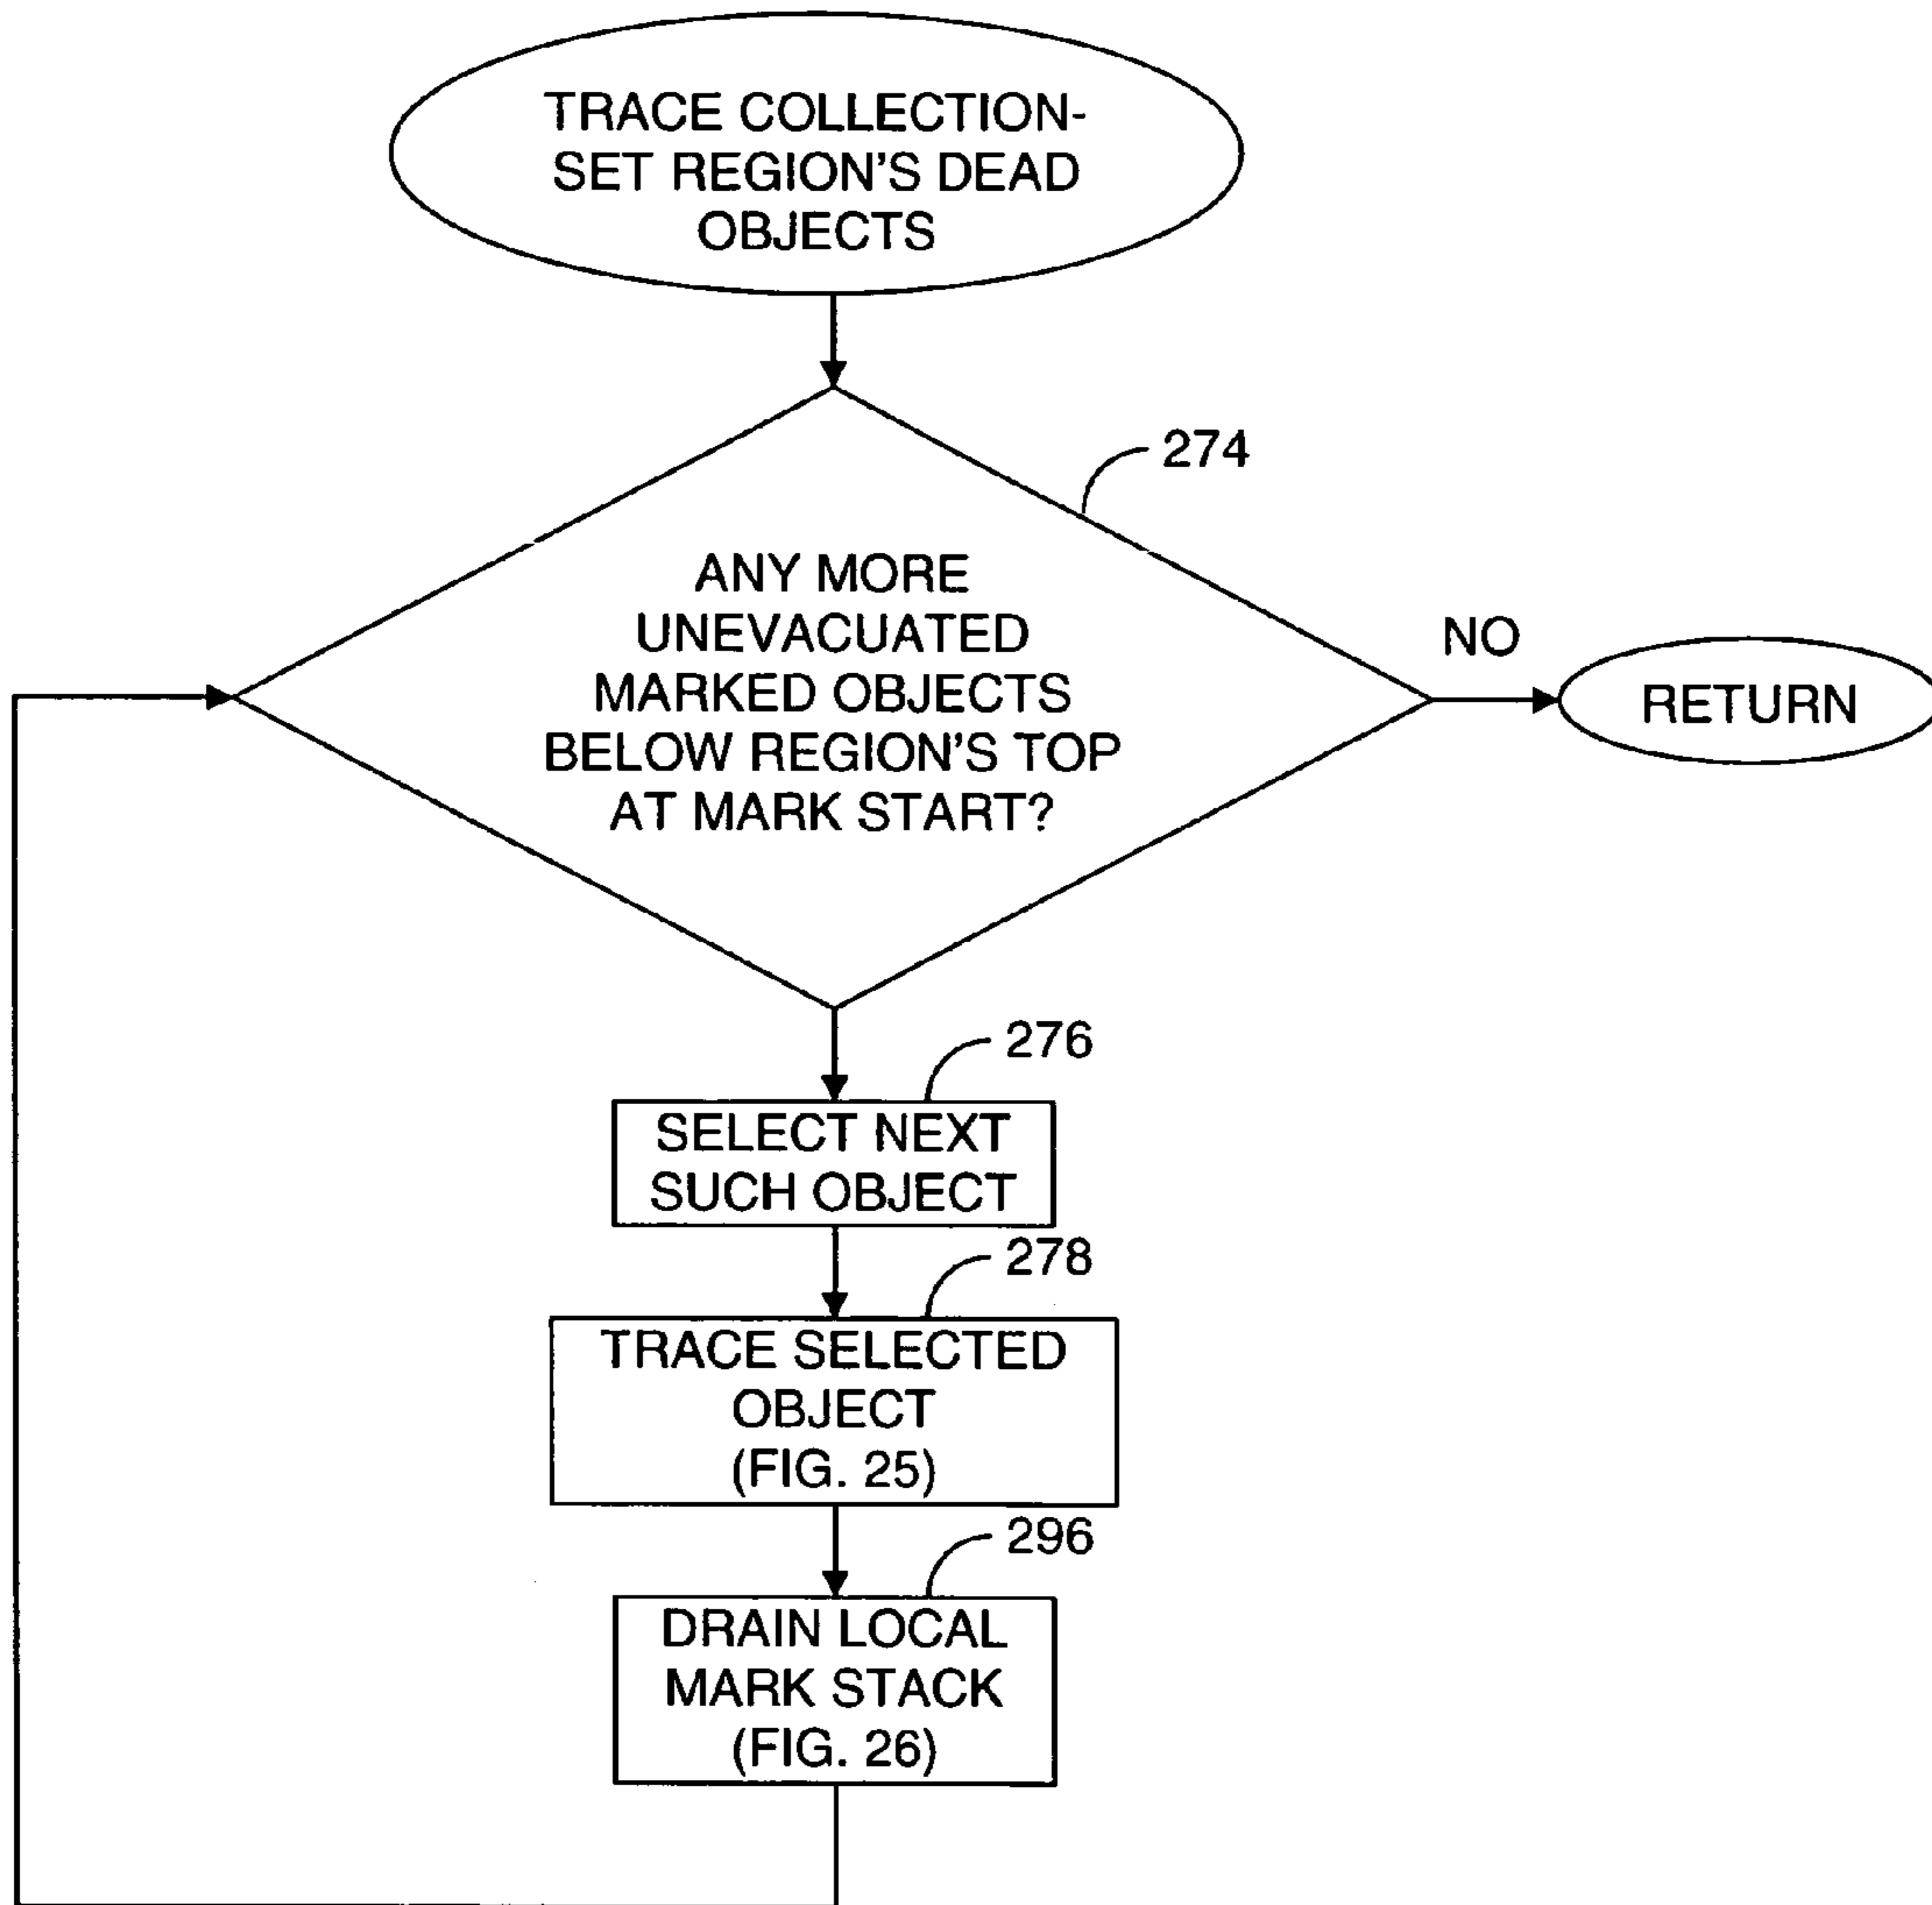 TRACE COLLECTION-
SET REGION'S DEAD
OBJECTS
274
ANY MORE
UNEVACUATED
MARKED OBJECTS
BELOW REGION'S TOP
AT MARK START?
NO
RETURN
276
SELECT NEXT
SUCH OBJECT
278
TRACE SELECTED
OBJECT
(FIG. 25)
296
DRAIN LOCAL
MARK STACK
(FIG. 26)